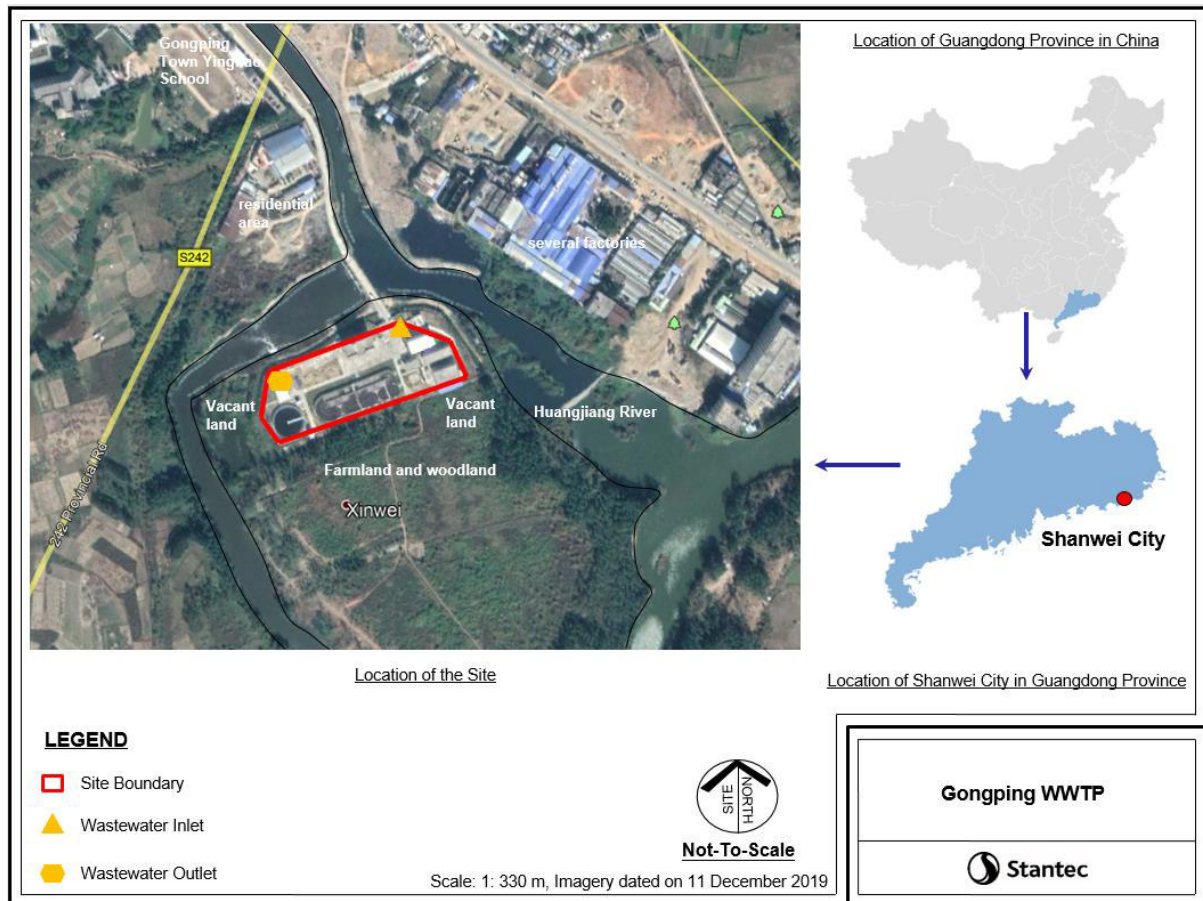 Gongping
Town Yingbao
School
residential
area
S242
several factories
Vacant
land
Vacant
land
Huangjiang River
Farmland and woodland
Xinwei
242 Provincial Rd
Location of the Site
Location of Guangdong Province in China
Shanwei City
Location of Shanwei City in Guangdong Province
LEGEND
Site Boundary
Wastewater Inlet
Wastewater Outlet
SITE
NORTH
Not-To-Scale
Scale: 1: 330 m, Imagery dated on 11 December 2019
Gongping WWTP
Stantec